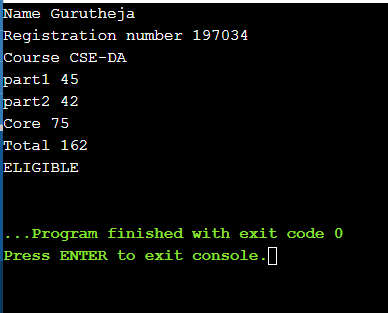 Name Gurutheja
Registration number 197034
Course CSE-DA
part1 45
part2 42
Core 75
Total 162
ELIGIBLE
...Program finished with exit code 0
Press ENTER to exit console.